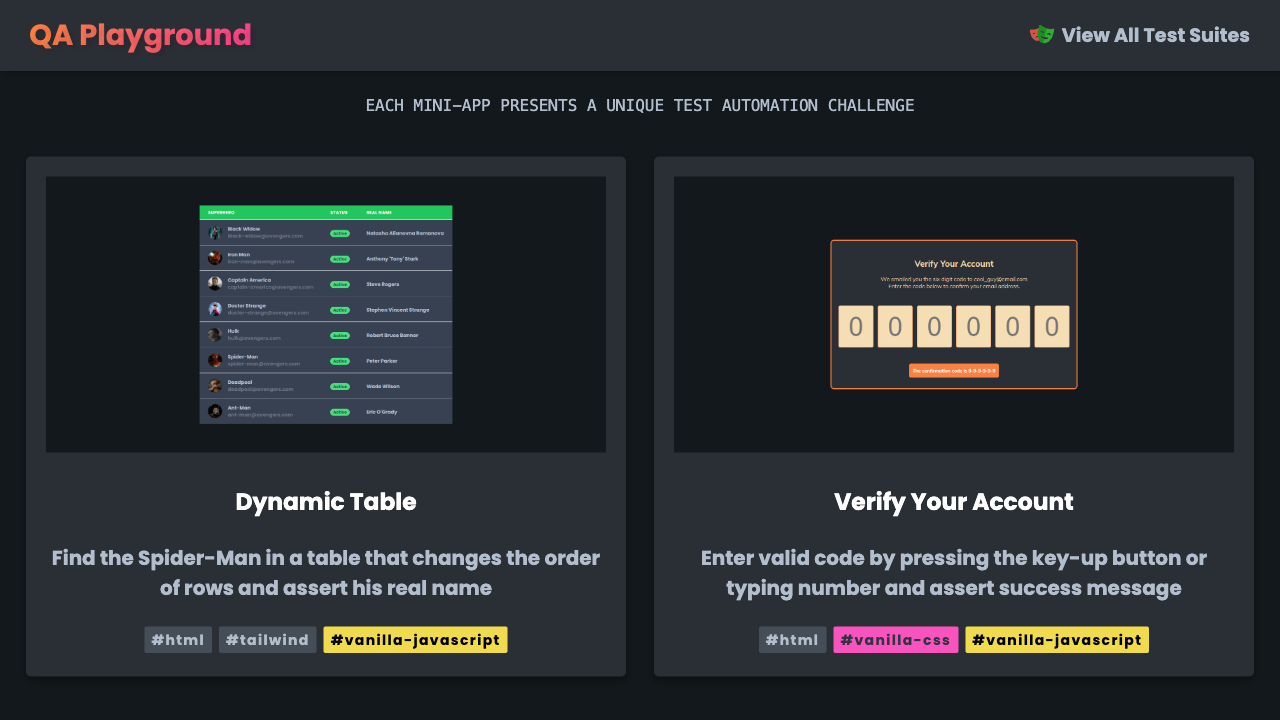 QA Playground
View All Test Suites
EACH MINI-APP PRESENTS A UNIQUE TEST AUTOMATION CHALLENGE
SUPERHERO STATUS REAL NAME
Black Widow
black-widow@avengers.com
Active
Natasha Alianovna Romanova
Iron Man
iron-man@avengers.com
Active
Anthony 'Tony' Stark
Captain America
captain-america@avengers.com
Active
Steve Rogers
Doctor Strange
doctor-strange@avengers.com
Active
Stephen Vincent Strange
Hulk
hulk@avengers.com
Active
Robert Bruce Banner
Spider-Man
spider-man@avengers.com
Active
Peter Parker
Deadpool
deadpool@avengers.com
Active
Wade Wilson
Ant-Man
ant-man@avengers.com
Active
Eric O'Grady
Dynamic Table
Find the Spider-Man in a table that changes the order
of rows and assert his real name
#html #tailwind #vanilla-javascript
Verify Your Account
We emailed you the six digit code to cool_guy@email.com
Enter the code below to confirm your email address.
0 0 0 0 0 0
The confirmation code is 9-9-9-9-9-9
Verify Your Account
Enter valid code by pressing the key-up button or
typing number and assert success message
#html #vanilla-css #vanilla-javascript